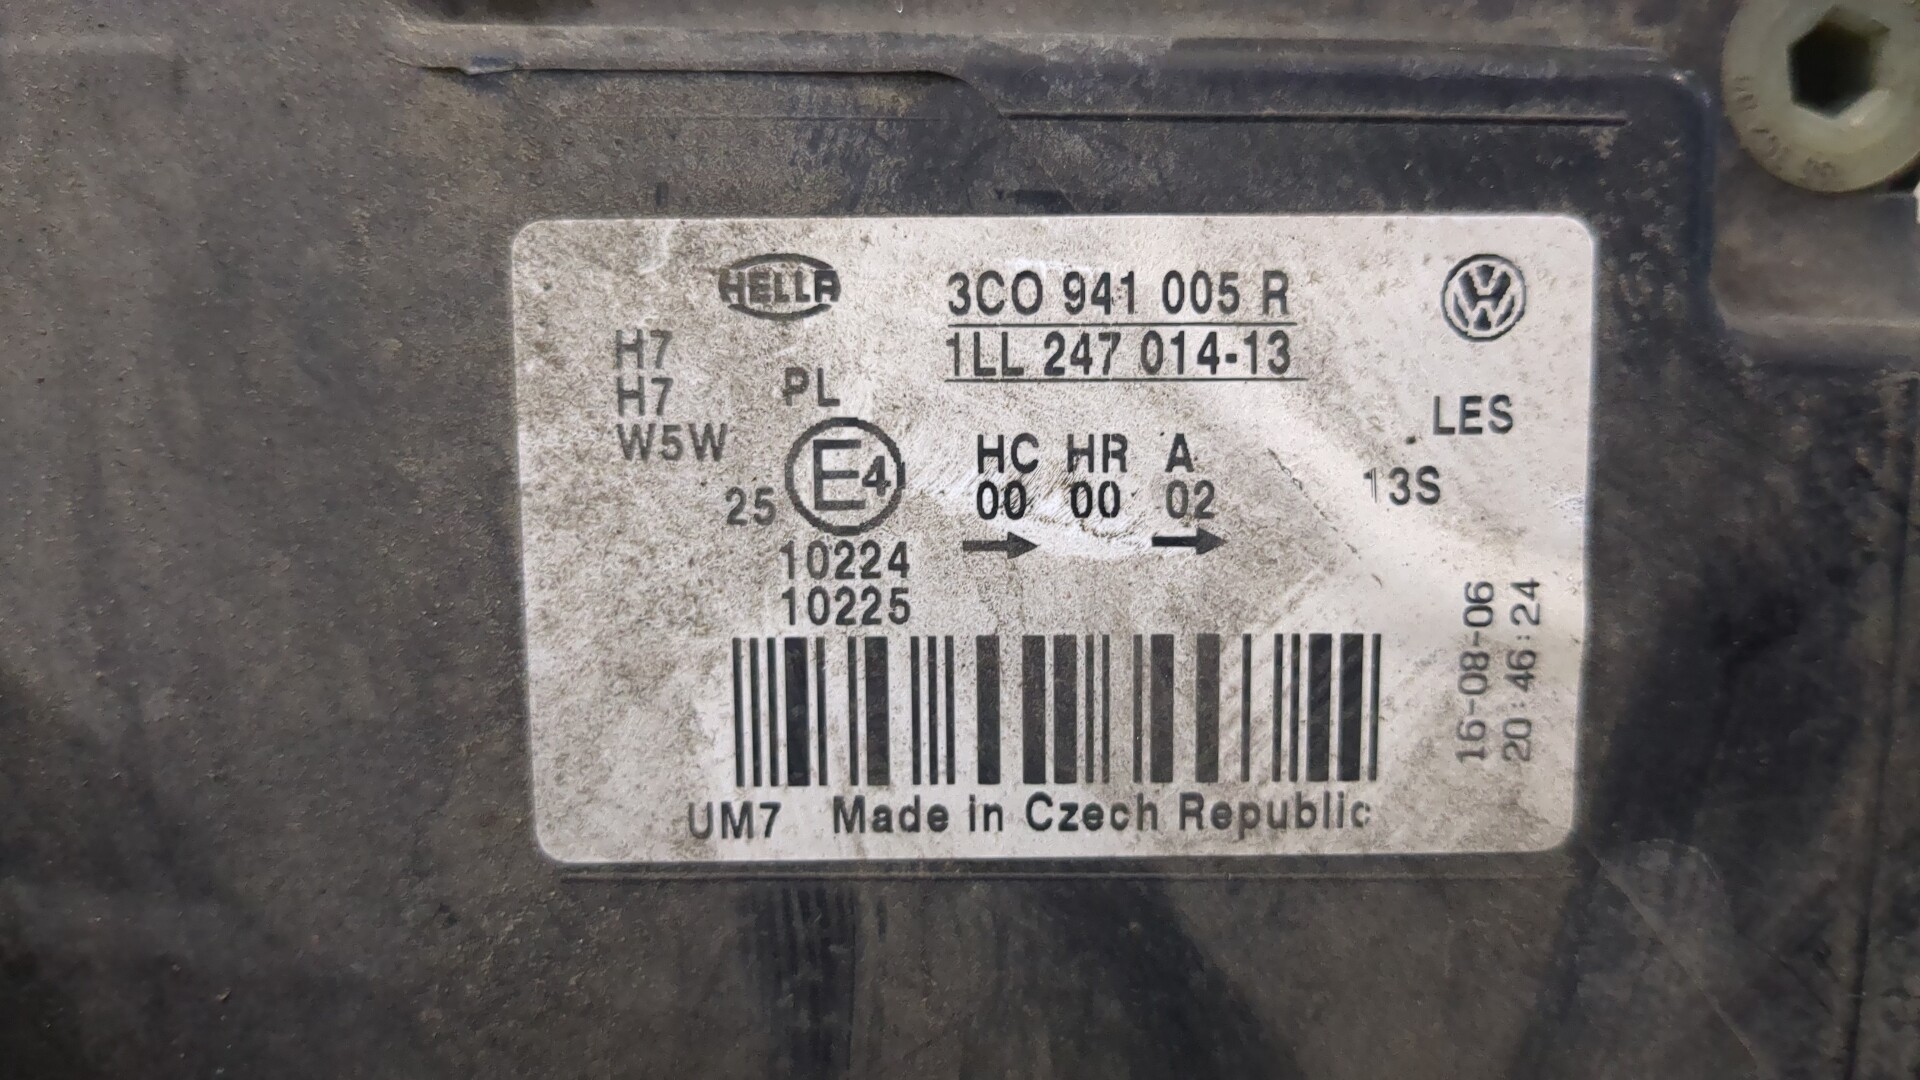 HELLA
3CO 941 005 R
1LL 247 014-13
H7
H7
W5W
PL
LES
25 E4
HC HR A
00 00 02
13S
10224
10225
16-08-06
20:46:24
UM7 Made in Czech Republic